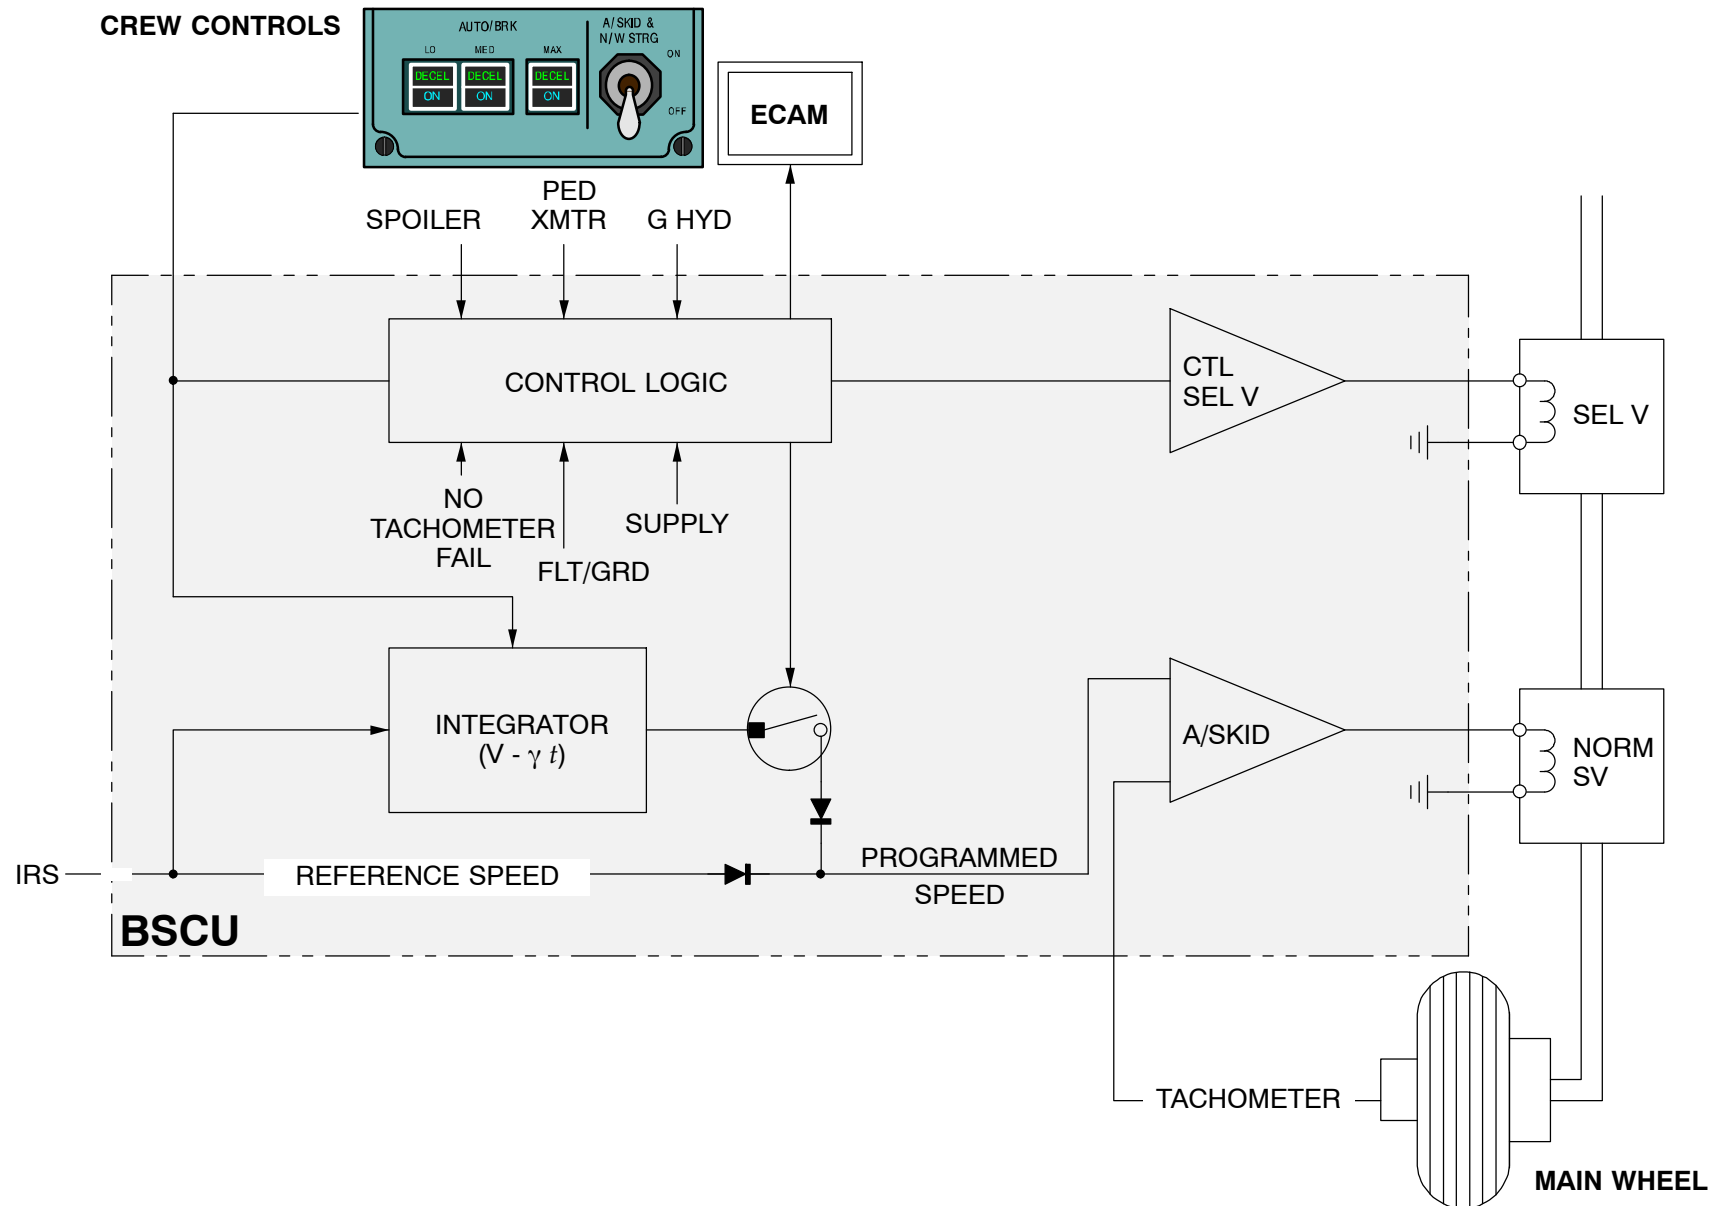 CREW CONTROLS
AUTO/BRK
A/SKID &
N/W STRG
LO
MED
MAX
ON
DECEL
DECEL
DECEL
ON
ON
ON
OFF
ECAM
SPOILER
PED
XMTR
G HYD
CONTROL LOGIC
CTL
SEL V
SEL V
NO
TACHOMETER
FAIL
FLT/GRD
SUPPLY
INTEGRATOR
(V - γ t)
A/SKID
NORM
SV
IRS
REFERENCE SPEED
PROGRAMMED
SPEED
BSCU
TACHOMETER
MAIN WHEEL